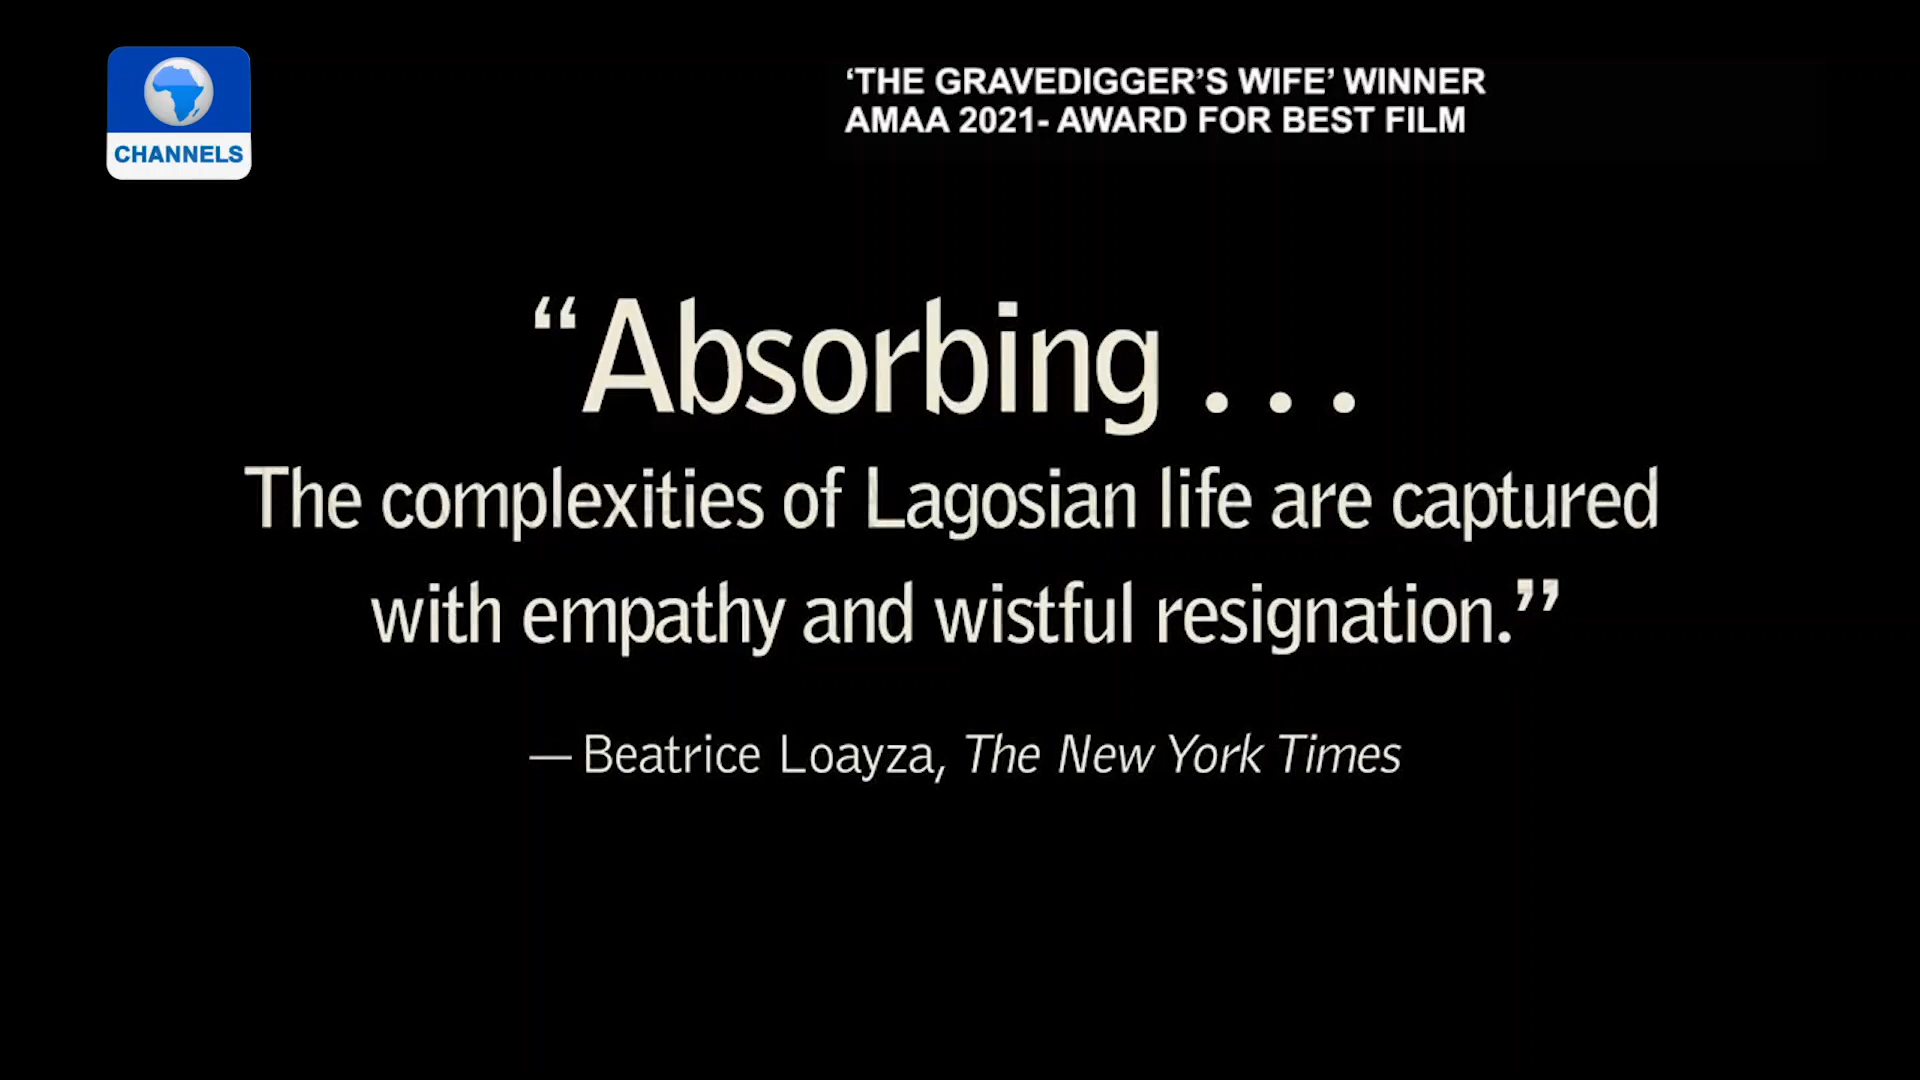 CHANNELS
‘THE GRAVEDIGGER’S WIFE’ WINNER
AMAA 2021- AWARD FOR BEST FILM
“Absorbing . . .
The complexities of Lagosian life are captured
with empathy and wistful resignation.”
— Beatrice Loayza, The New York Times